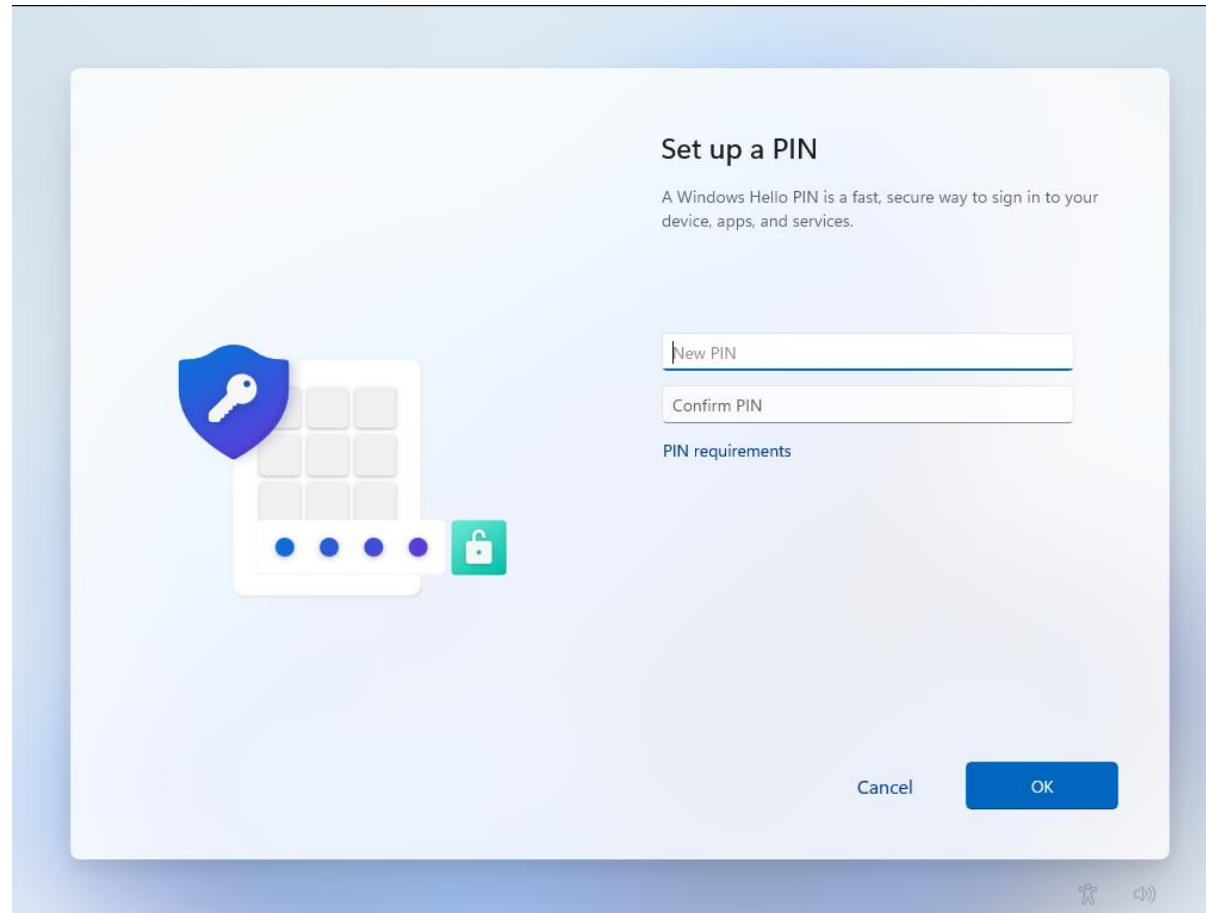 Set up a PIN
A Windows Hello PIN is a fast, secure way to sign in to your
device, apps, and services.
New PIN
Confirm PIN
PIN requirements
Cancel
OK